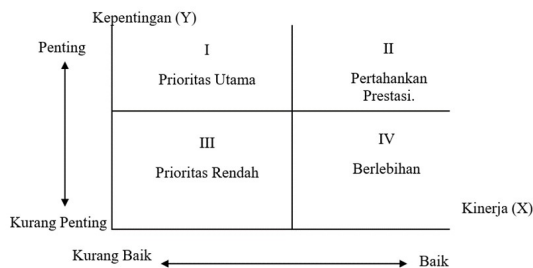 Kepentingan (Y)
Penting
I
II
Prioritas Utama
Pertahankan
Prestasi.
III
IV
Prioritas Rendah
Berlebihan
Kinerja (X)
Kurang Penting
Kurang Baik
Baik